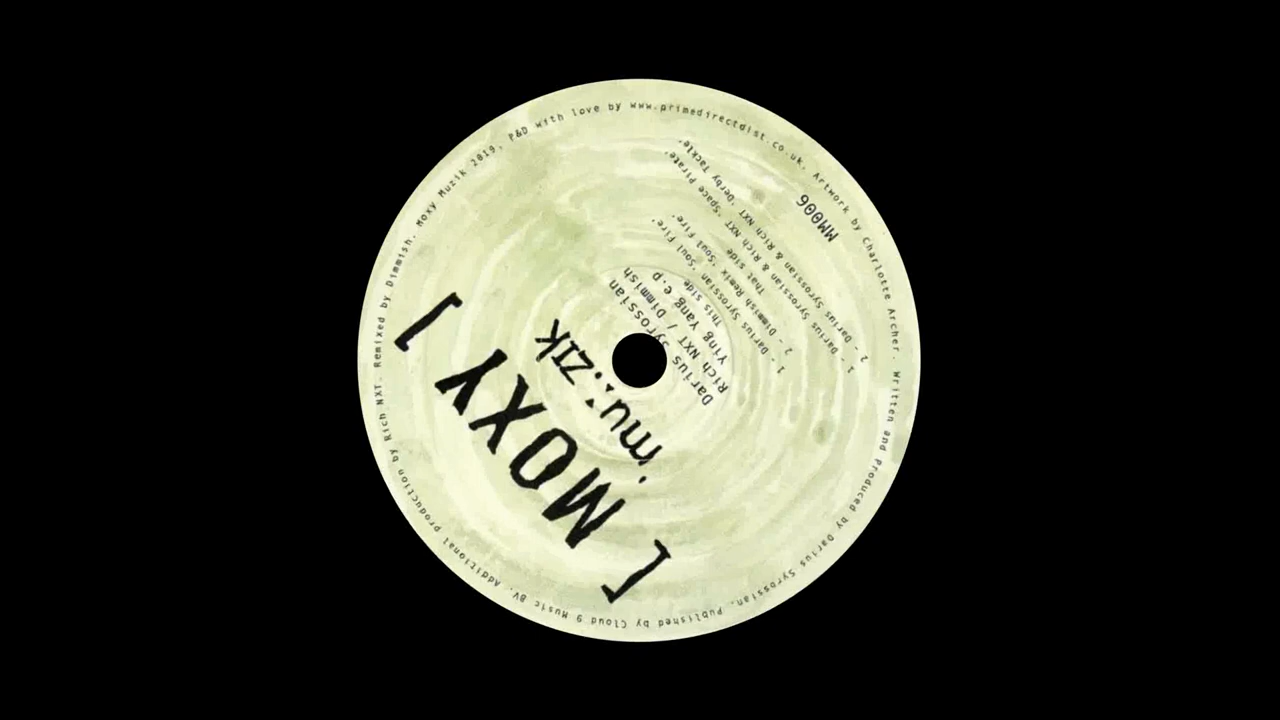 [ MOXY ]
.mu:.ZIk
Darius Syrossian
Rich NXT / Dimmish
Ying Yang e.p
This side
1 - Darius Syrossian 'Soul Fire'
2 - Dimmish Remix 'Soul Fire'
That side
1 - Darius Syrossian & Rich NXT 'Space Pirate'
2 - Darius Syrossian & Rich NXT 'Derby Tackle'
MM006
Written and Produced by Darius Syrossian. Published by Cloud 9 Music BV. Additional production by Rich NXT. Remixed by Dimmish. Moxy Muzik 2019. P&D with love by www.primedirectdist.co.uk. Artwork by Charlotte Archer.